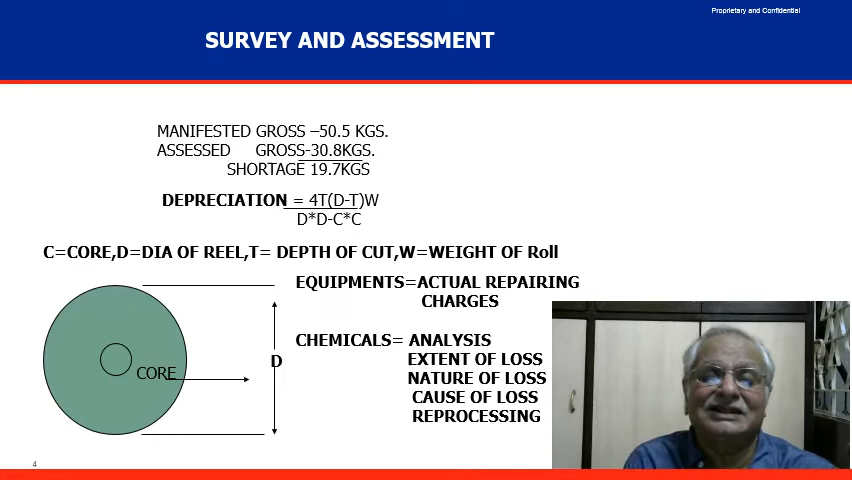 Proprietary and Confidential
SURVEY AND ASSESSMENT
MANIFESTED GROSS –50.5 KGS.
ASSESSED GROSS-30.8KGS.
SHORTAGE 19.7KGS
DEPRECIATION = 4T(D-T)W
D*D-C*C
C=CORE,D=DIA OF REEL,T= DEPTH OF CUT,W=WEIGHT OF Roll
EQUIPMENTS=ACTUAL REPAIRING
CHARGES
CHEMICALS= ANALYSIS
EXTENT OF LOSS
NATURE OF LOSS
CAUSE OF LOSS
REPROCESSING
D
CORE
4